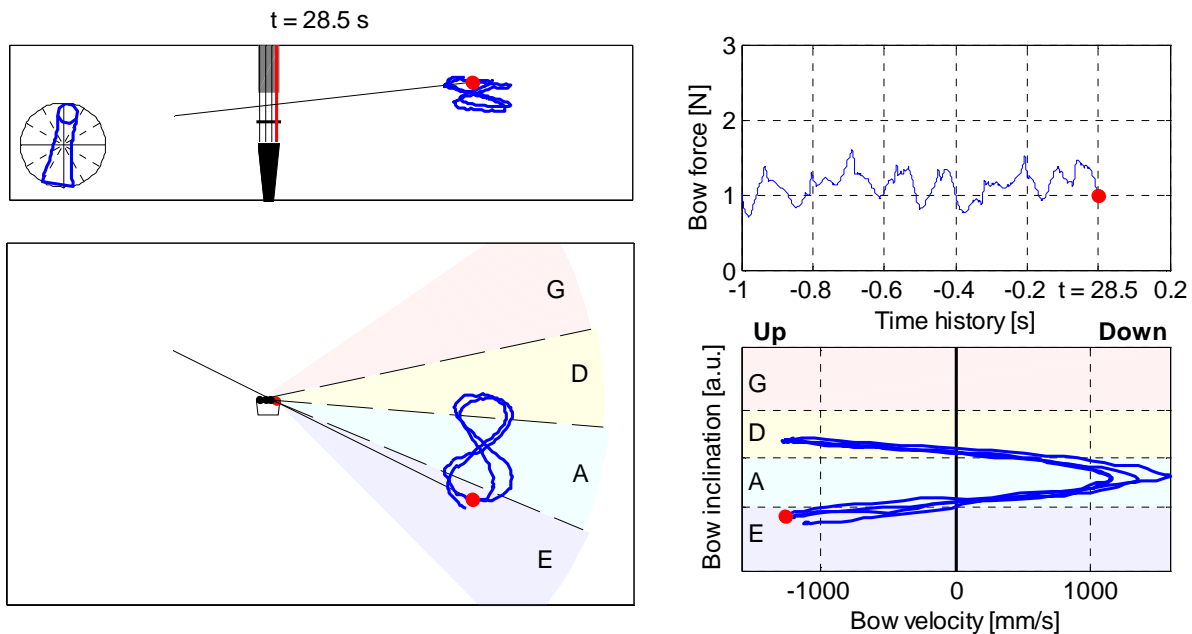 t = 28.5 s
G
D
A
E
Bow force [N]
3
2
1
0
-1
-0.8
-0.6
-0.4
-0.2
t = 28.5
0.2
Time history [s]
Up
Down
Bow inclination [a.u.]
G
D
A
E
-1000
0
1000
Bow velocity [mm/s]